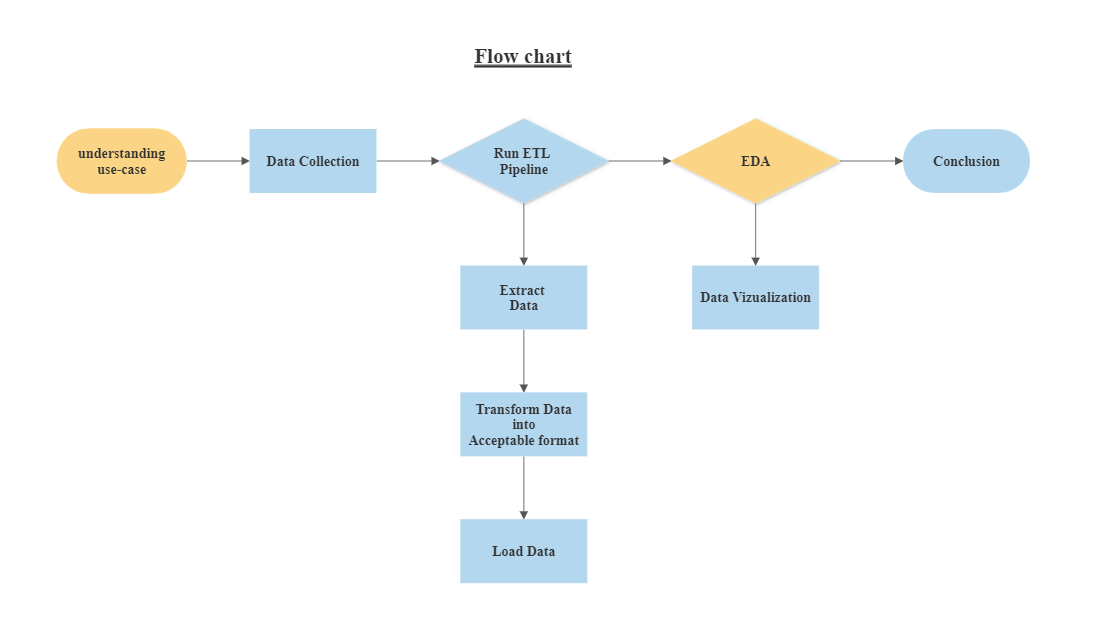 Flow chart
understanding
use-case
Data Collection
Run ETL
Pipeline
EDA
Conclusion
Extract
Data
Data Vizualization
Transform Data
into
Acceptable format
Load Data